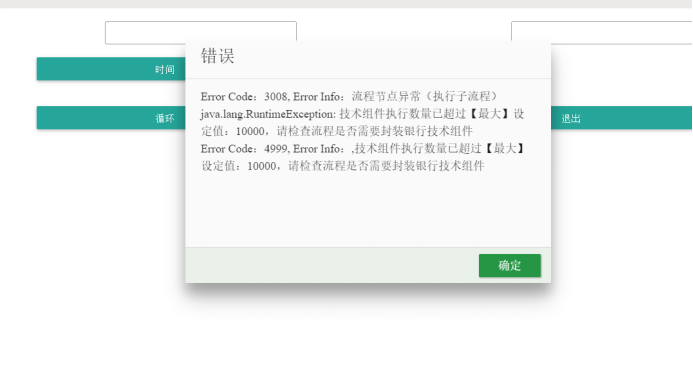 错误
时间
Error Code：3008, Error Info：流程节点异常（执行子流程）
java.lang.RuntimeException: 技术组件执行数量已超过【最大】设
循环
定值：10000，请检查流程是否需要封装银行技术组件
退出
Error Code：4999, Error Info：,技术组件执行数量已超过【最大】
设定值：10000，请检查流程是否需要封装银行技术组件
确定